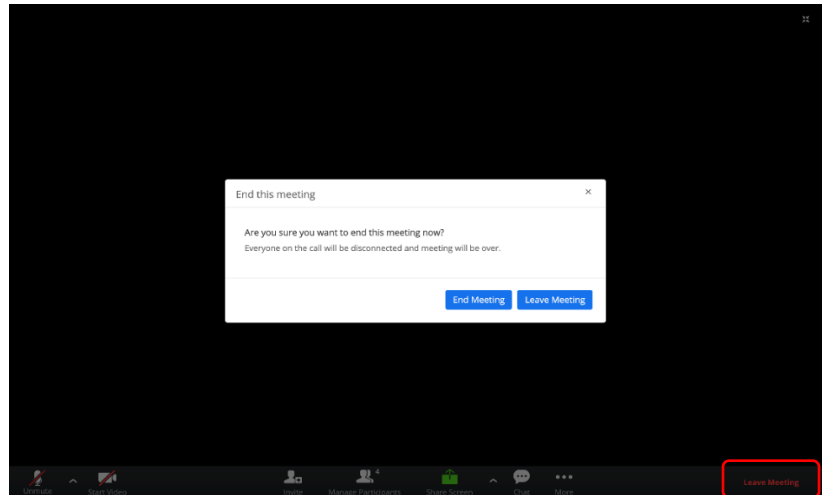 End this meeting ×
Are you sure you want to end this meeting now?
Everyone on the call will be disconnected and meeting will be over.
End Meeting Leave Meeting
4
Unmute Start Video Invite Manage Participants Share Screen Chat More Leave Meeting